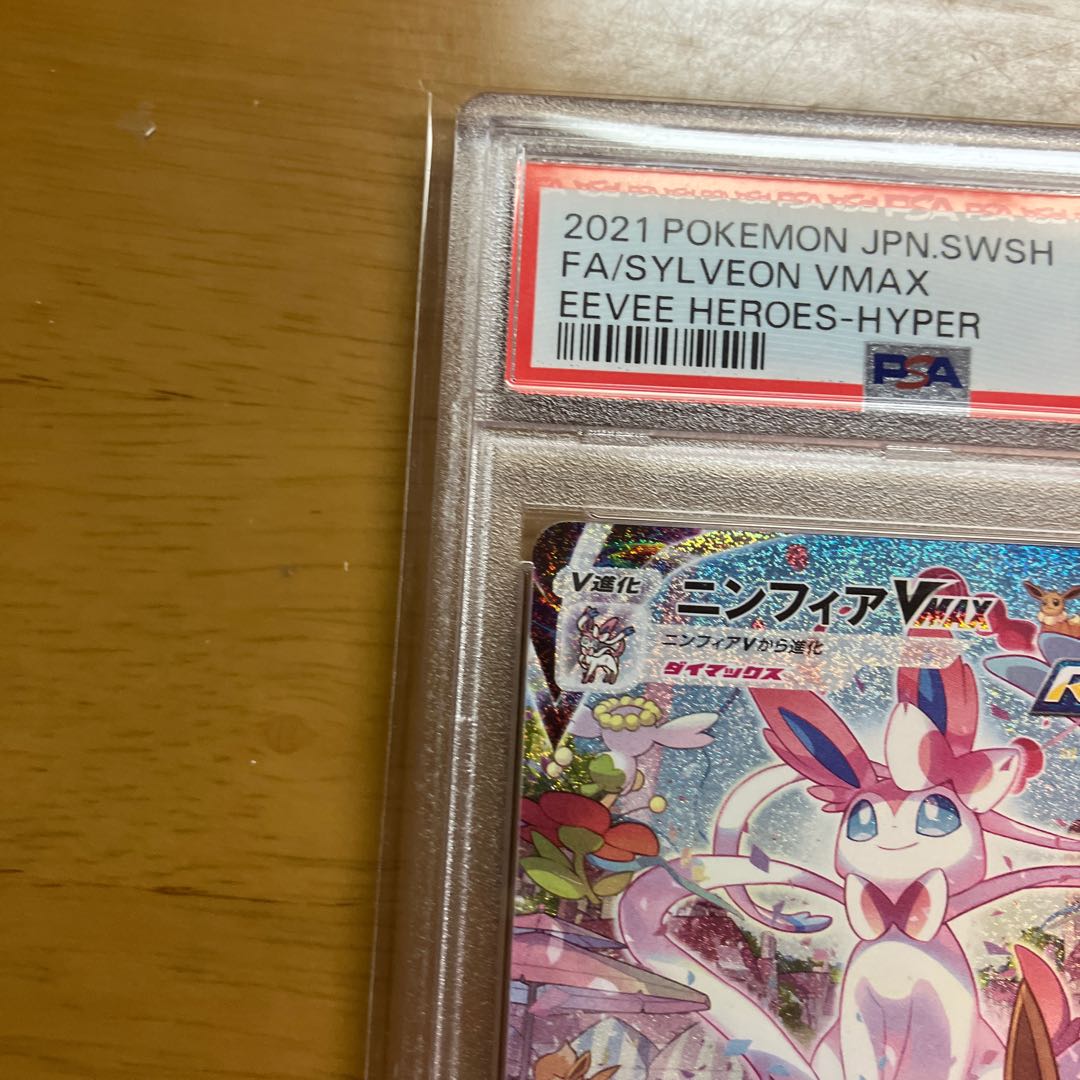 2021 POKEMON JPN.SWSH
FA/SYLVEON VMAX
EEVEE HEROES-HYPER
PSA
V進化
ニンフィアVMAX
ニンフィアVから進化
ダイマックス